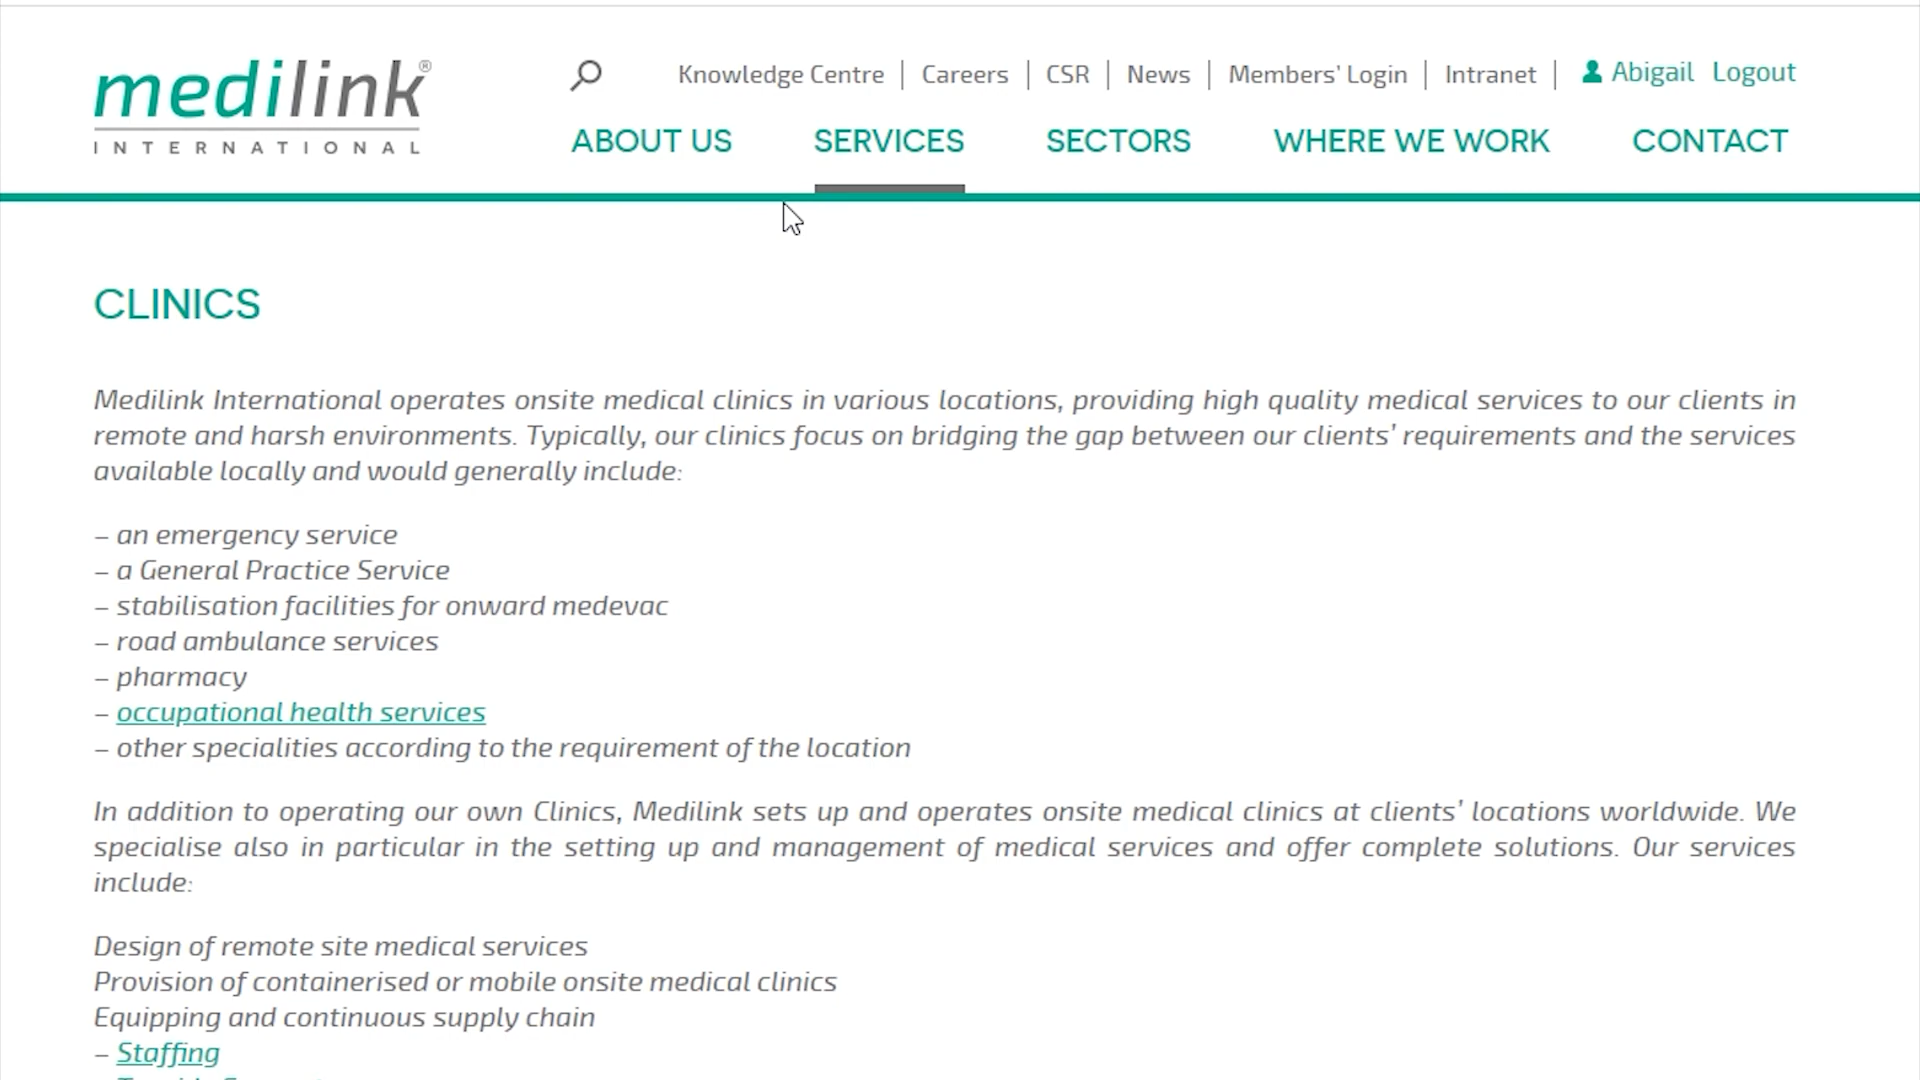 medilink®
INTERNATIONAL
Knowledge Centre | Careers | CSR | News | Members' Login | Intranet | Abigail Logout
ABOUT US SERVICES SECTORS WHERE WE WORK CONTACT
CLINICS
Medilink International operates onsite medical clinics in various locations, providing high quality medical services to our clients in
remote and harsh environments. Typically, our clinics focus on bridging the gap between our clients' requirements and the services
available locally and would generally include:
– an emergency service
– a General Practice Service
– stabilisation facilities for onward medevac
– road ambulance services
– pharmacy
– occupational health services
– other specialities according to the requirement of the location
In addition to operating our own Clinics, Medilink sets up and operates onsite medical clinics at clients' locations worldwide. We
specialise also in particular in the setting up and management of medical services and offer complete solutions. Our services
include:
Design of remote site medical services
Provision of containerised or mobile onsite medical clinics
Equipping and continuous supply chain
– Staffing